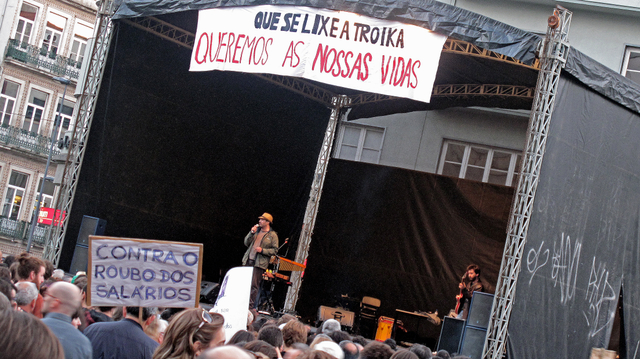 QUE SE LIXE A TROIKA
QUEREMOS AS NOSSAS VIDAS
CONTRA O
ROUBO DOS
SALÁRIOS